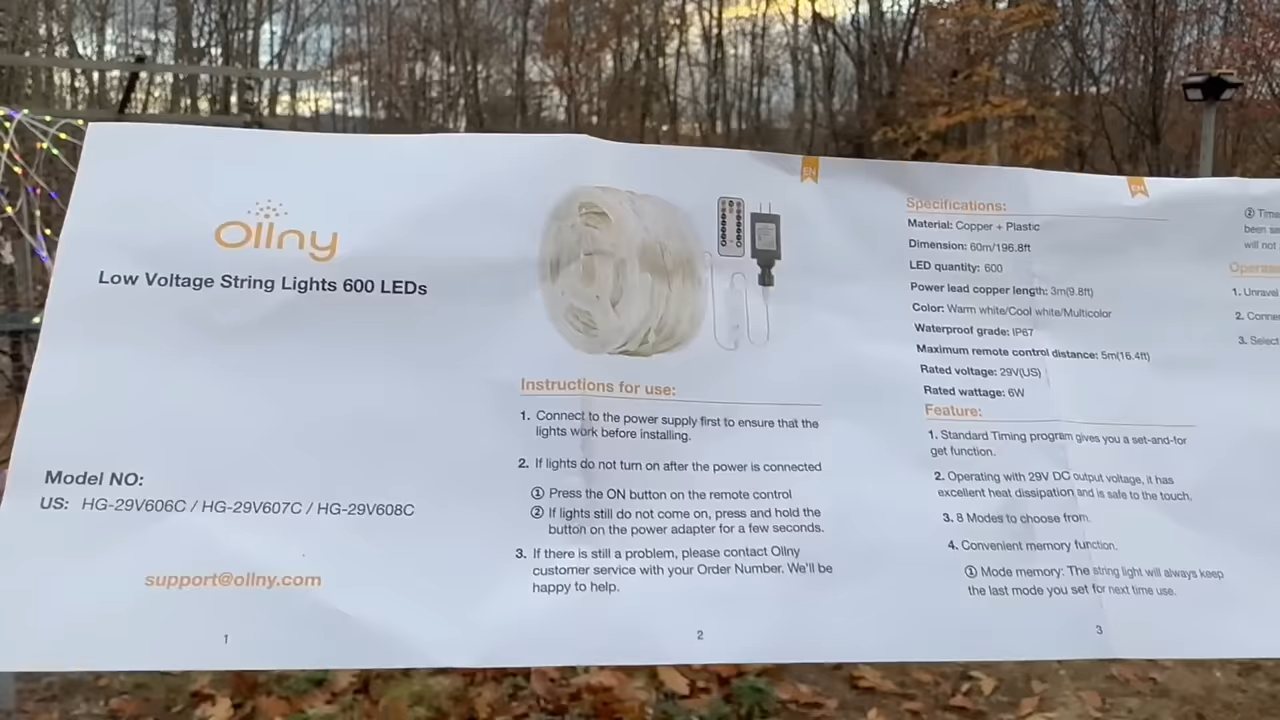 Ollny
Low Voltage String Lights 600 LEDs
Model NO:
US: HG-29V606C / HG-29V607C / HG-29V608C
support@ollny.com
1
EN
Instructions for use:
1. Connect to the power supply first to ensure that the
lights work before installing.
2. If lights do not turn on after the power is connected
① Press the ON button on the remote control
② If lights still do not come on, press and hold the
button on the power adapter for a few seconds.
3. If there is still a problem, please contact Ollny
customer service with your Order Number. We'll be
happy to help.
2
EN
Specifications:
Material: Copper + Plastic
Dimension: 60m/196.8ft
LED quantity: 600
Power lead copper length: 3m(9.8ft)
Color: Warm white/Cool white/Multicolor
Waterproof grade: IP67
Maximum remote control distance: 5m(16.4ft)
Rated voltage: 29V(US)
Rated wattage: 6W
Feature:
1. Standard Timing program gives you a set-and-for
get function.
2. Operating with 29V DC output voltage, it has
excellent heat dissipation and is safe to the touch.
3. 8 Modes to choose from.
4. Convenient memory function.
① Mode memory: The string light will always keep
the last mode you set for next time use.
3
② Time
been
will not
1. Unravel
2.
3. Select